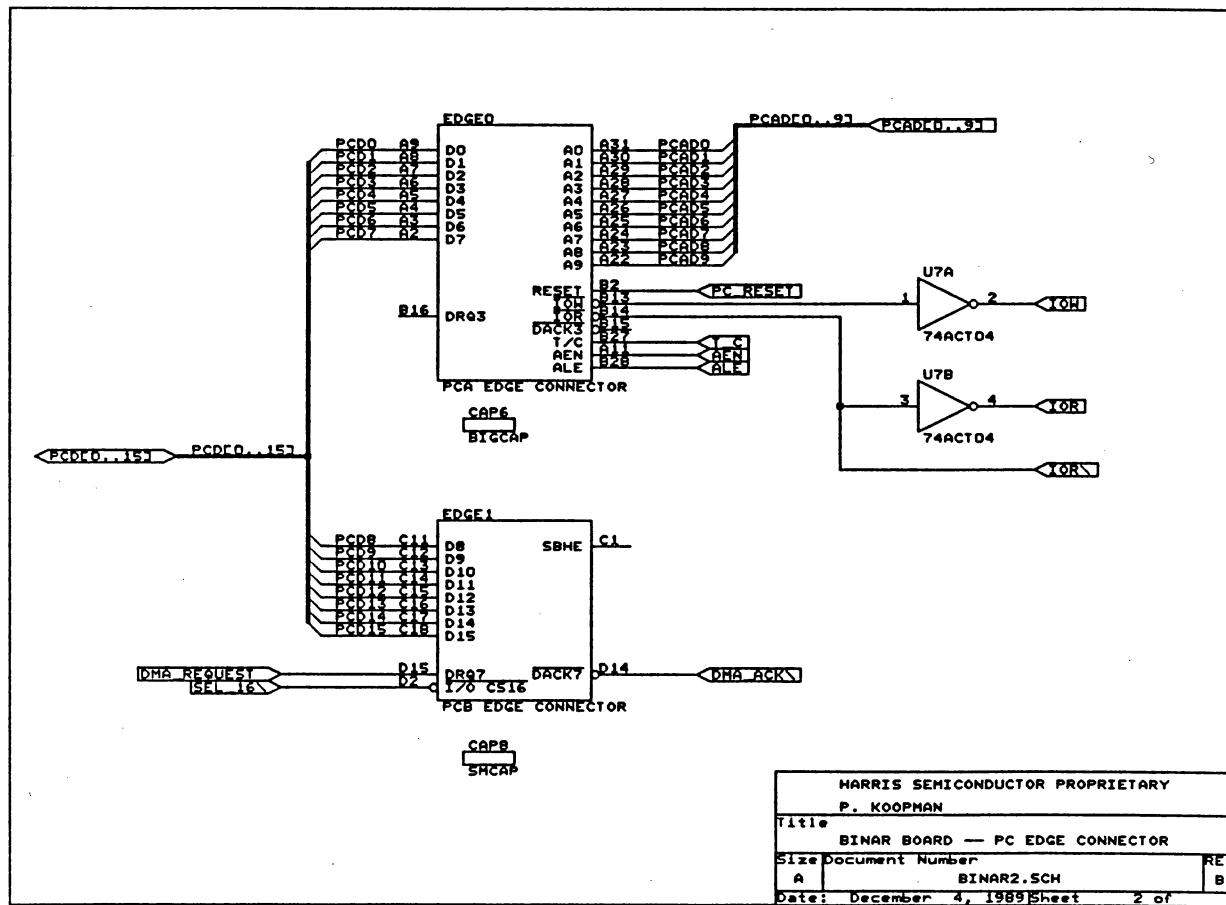 EDGE0
PCAD[0..9] PCAD[0..9]
PCD0 A9 D0 A0 A31 PCAD0
PCD1 A8 D1 A1 A30 PCAD1
PCD2 A7 D2 A2 A29 PCAD2
PCD3 A6 D3 A3 A28 PCAD3
PCD4 A5 D4 A4 A27 PCAD4
PCD5 A4 D5 A5 A26 PCAD5
PCD6 A3 D6 A6 A25 PCAD6
PCD7 A2 D7 A7 A24 PCAD7
A8 A23 PCAD8
A9 A22 PCAD9
U7A
RESET B2 PC_RESET
IOW B13 1 2 IOW
B16 DRQ3 IOR B14
DACK3 B15
74ACT04
T/C B27 T_C
AEN A11 AEN
ALE B28 ALE
PCA EDGE CONNECTOR
U7B
3 4 IOR
74ACT04
CAP6
BIGCAP
PCD[0..15] PCD[0..15]
IOR\
EDGE1
PCD8 C11 D8 SBHE C1
PCD9 C12 D9
PCD10 C13 D10
PCD11 C14 D11
PCD12 C15 D12
PCD13 C16 D13
PCD14 C17 D14
PCD15 C18 D15
DMA_REQUEST D15 DRQ7 DACK7 D14 DMA_ACK\
SEL_16\ D2 I/O CS16
PCB EDGE CONNECTOR
CAP8
SMCAP
HARRIS SEMICONDUCTOR PROPRIETARY
P. KOOPMAN
Title
BINAR BOARD -- PC EDGE CONNECTOR
Size Document Number RE
A BINAR2.SCH B
Date: December 4, 1989 Sheet 2 of